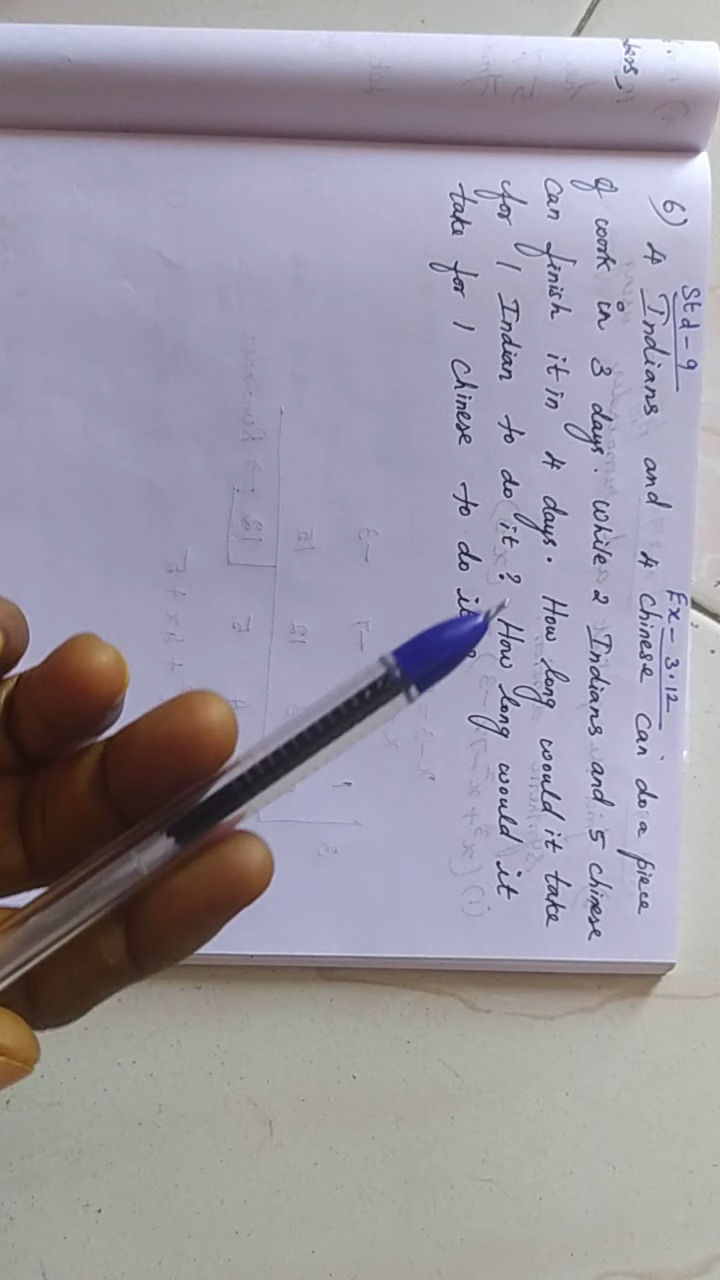 Std-9
Ex-3.12
6) 4 Indians and 4 chinese can do a piece
of work in 3 days. while 2 Indians and 5 chinese
can finish it in 4 days. How long would it take
for 1 Indian to do it? How long would it
take for 1 chinese to do it?